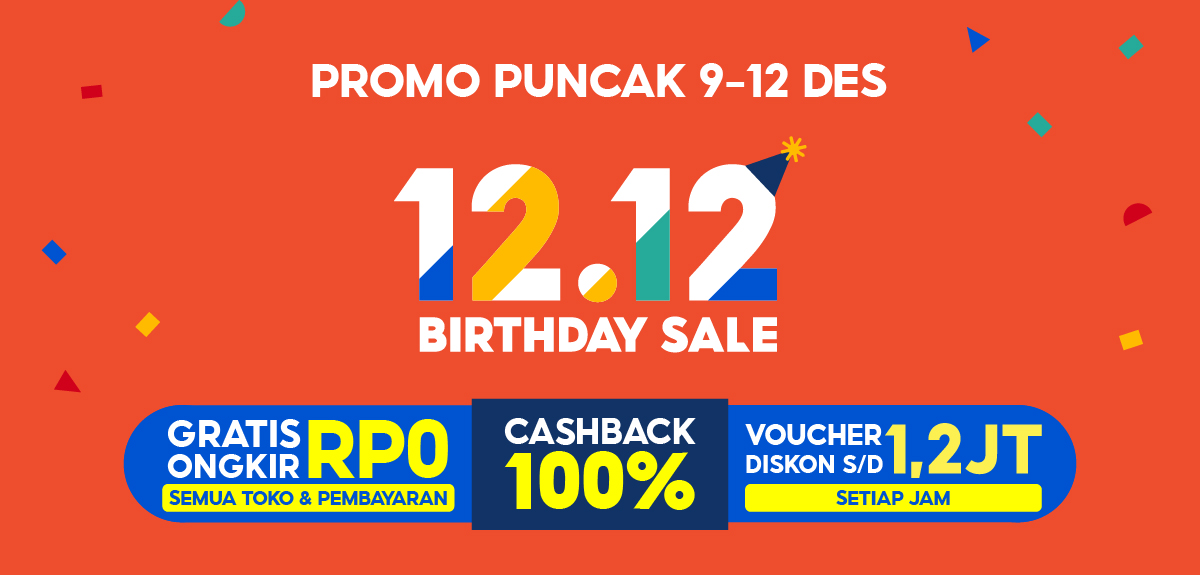 PROMO PUNCAK 9-12 DES
12.12
BIRTHDAY SALE
GRATIS
ONGKIR
RP0
SEMUA TOKO & PEMBAYARAN
CASHBACK
100%
VOUCHER
DISKON S/D
1,2JT
SETIAP JAM